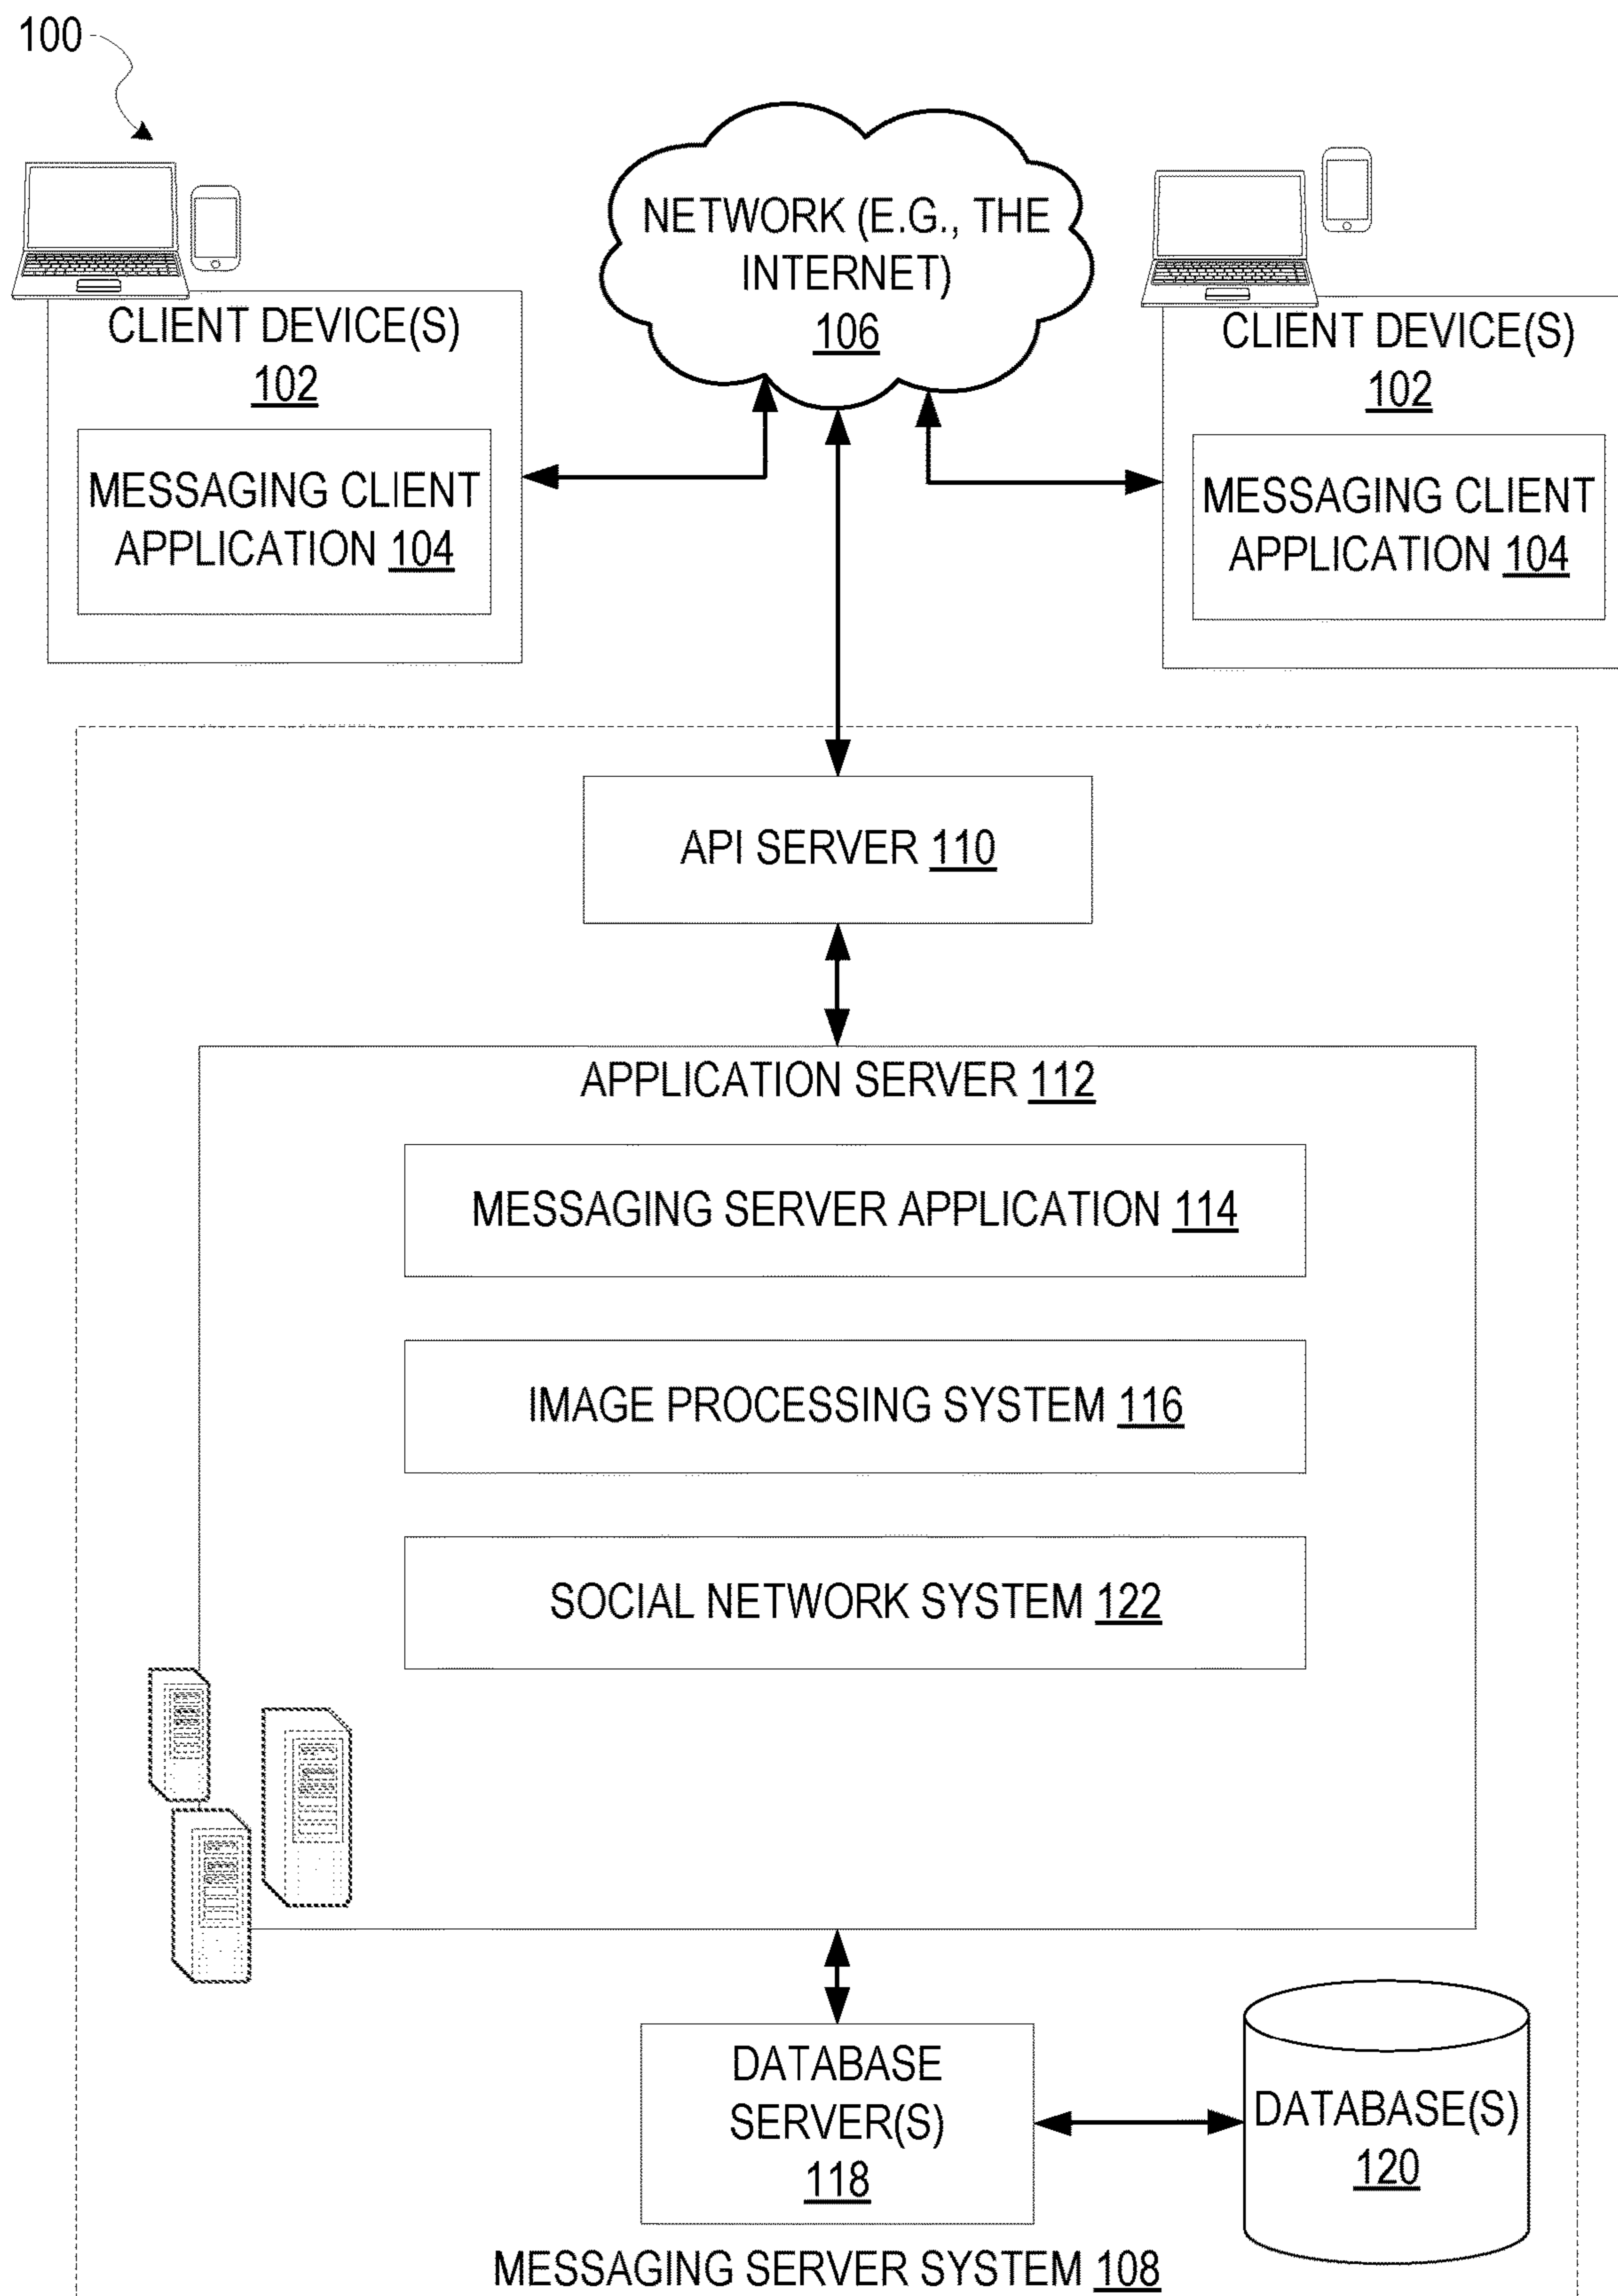 100
NETWORK (E.G., THE
INTERNET)
106
CLIENT DEVICE(S)
102
MESSAGING CLIENT
APPLICATION 104
CLIENT DEVICE(S)
102
MESSAGING CLIENT
APPLICATION 104
API SERVER 110
APPLICATION SERVER 112
MESSAGING SERVER APPLICATION 114
IMAGE PROCESSING SYSTEM 116
SOCIAL NETWORK SYSTEM 122
DATABASE
SERVER(S)
118
DATABASE(S)
120
MESSAGING SERVER SYSTEM 108